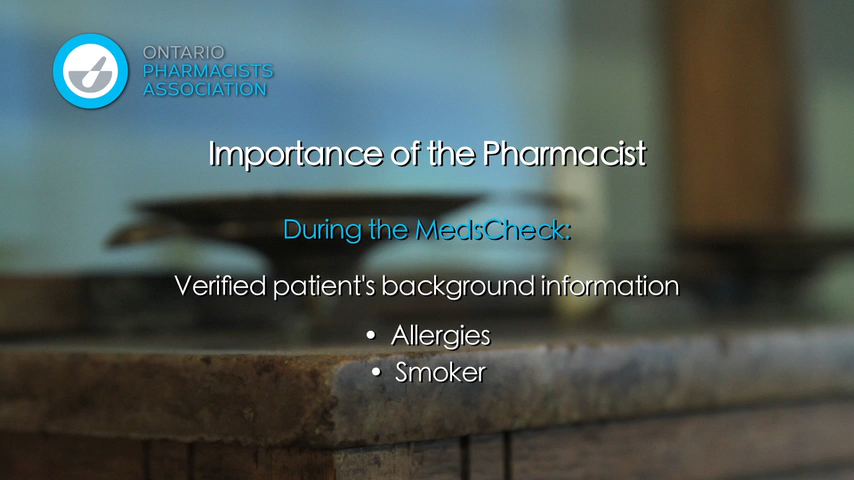 ONTARIO
PHARMACISTS
ASSOCIATION
Importance of the Pharmacist
During the MedsCheck:
Verified patient's background information
• Allergies
• Smoker